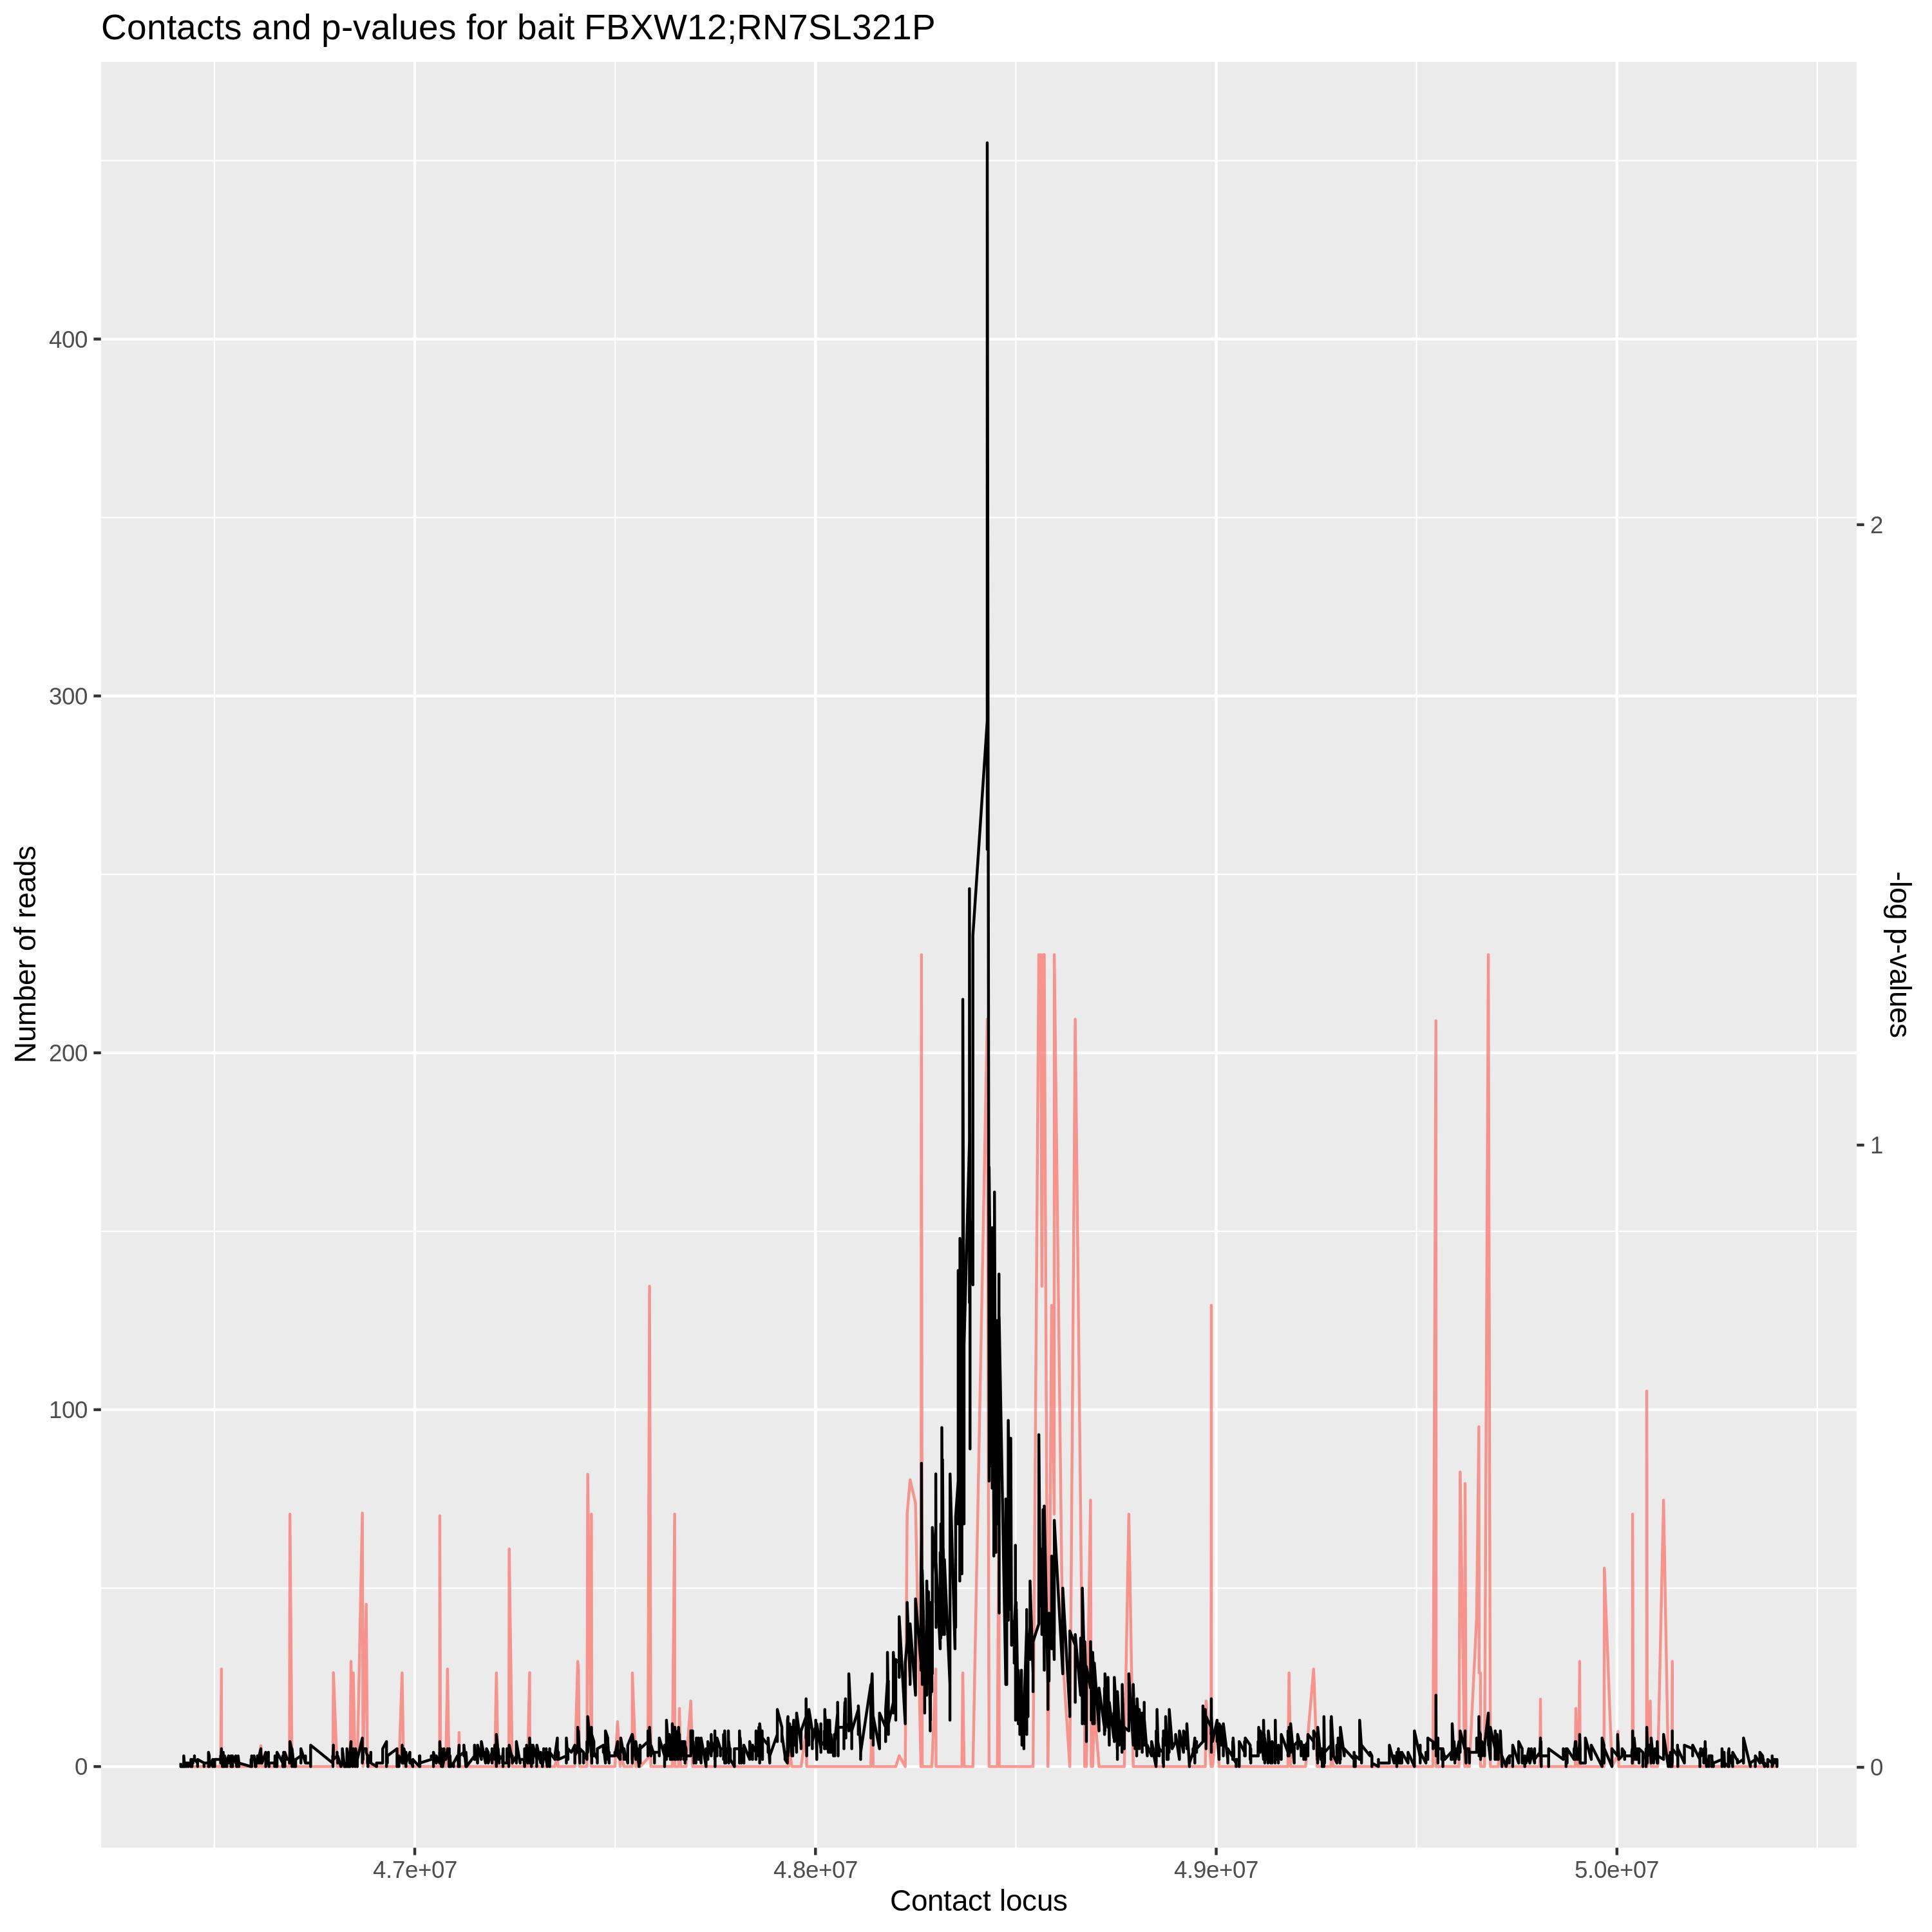 Contacts and p-values for bait FBXW12;RN7SL321P
400
300
200
100
0
Number of reads
2
1
0
-log p-values
4.7e+07
4.8e+07
4.9e+07
5.0e+07
Contact locus